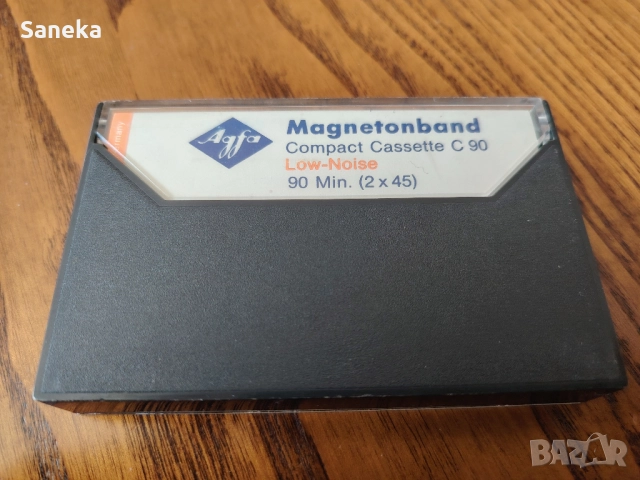 Saneka
Agfa
Magnetonband
Compact Cassette C 90
Low-Noise
90 Min. (2 x 45)
BAZAR